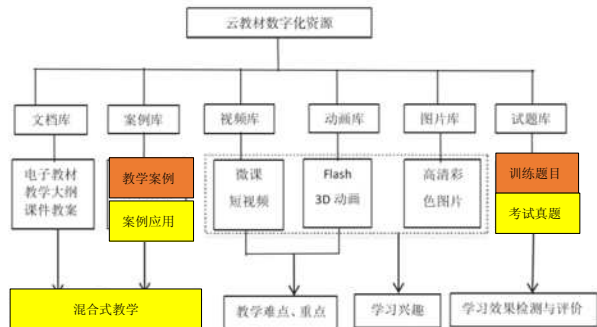 云教材数字化资源
文档库
案例库
视频库
动画库
图片库
试题库
电子教材
教学大纲
课件教案
教学案例
案例应用
微课
短视频
Flash
3D 动画
高清彩
色图片
训练题目
考试真题
混合式教学
教学难点、重点
学习兴趣
学习效果检测与评价